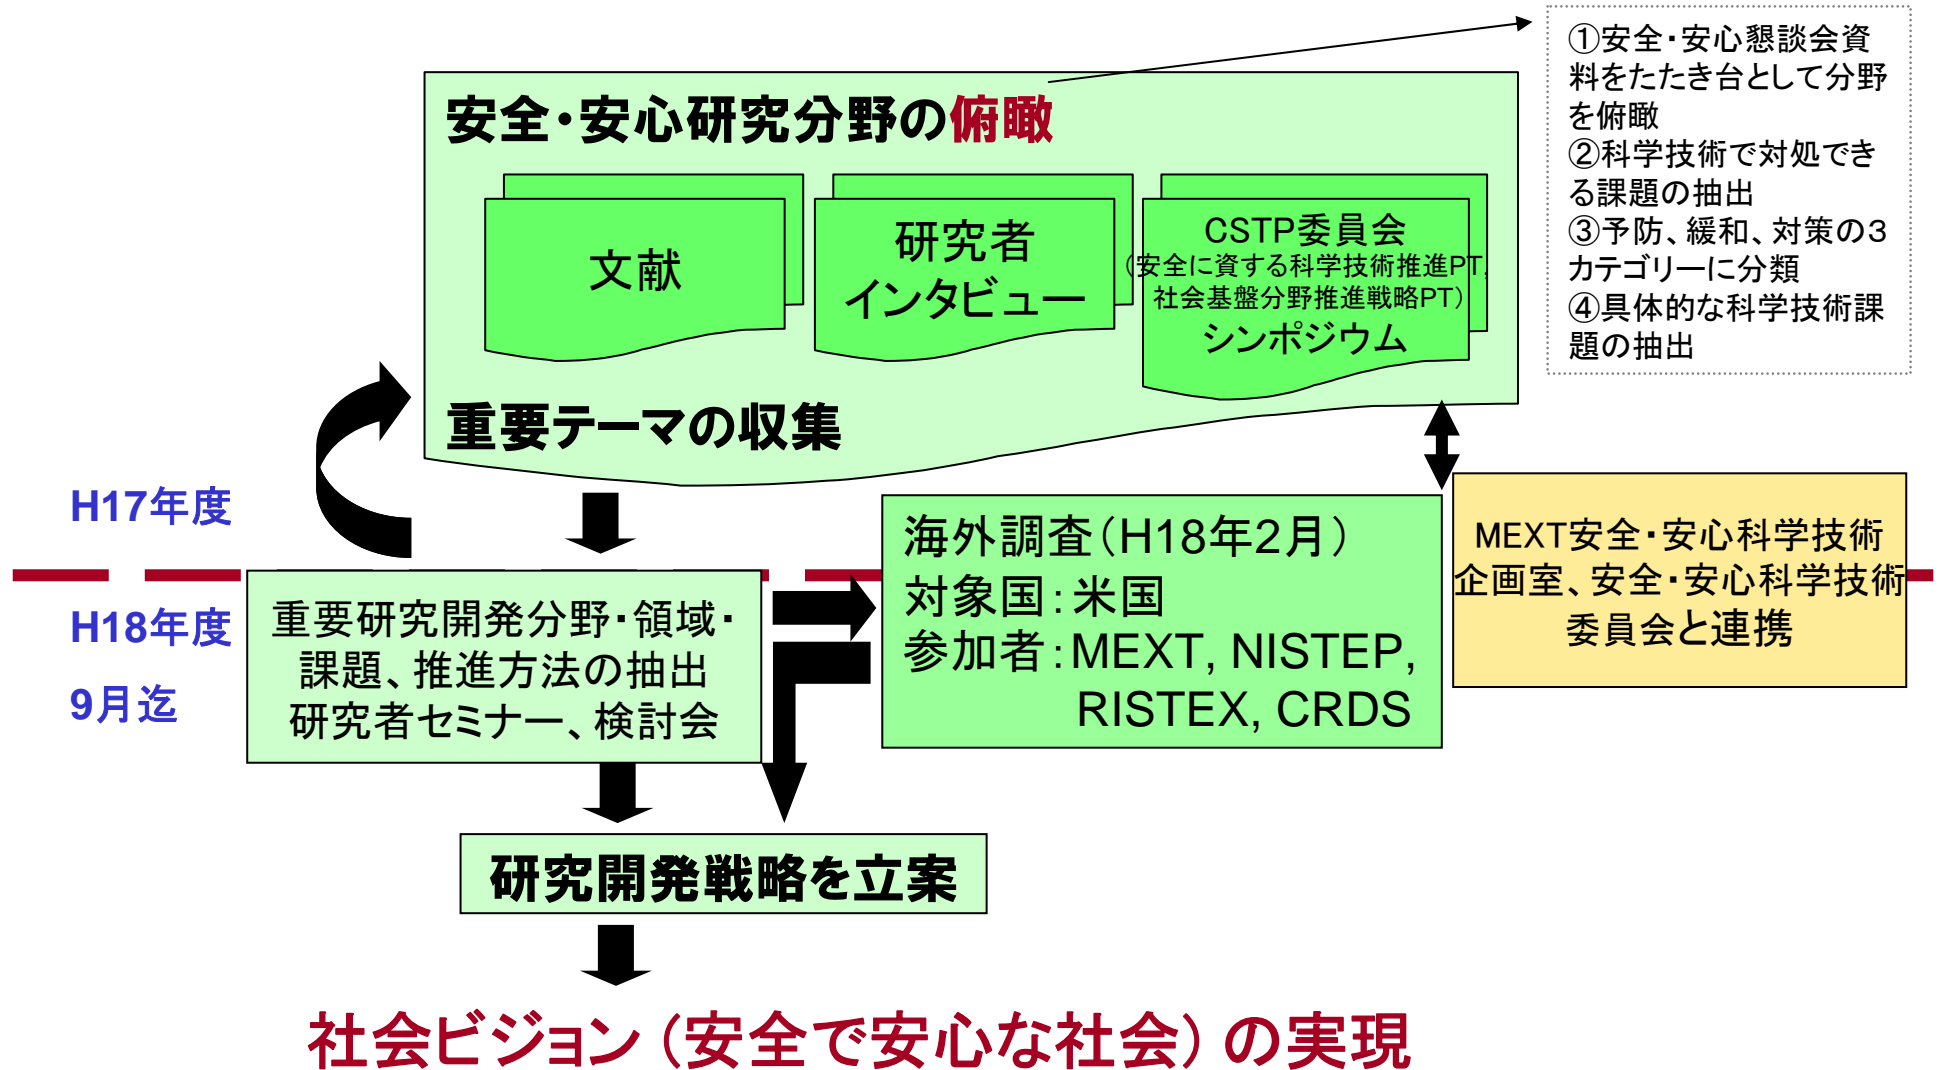 ①安全・安心懇談会資
料をたたき台として分野
を俯瞰
②科学技術で対処でき
る課題の抽出
③予防、緩和、対策の３
カテゴリーに分類
④具体的な科学技術課
題の抽出
安全・安心研究分野の俯瞰
文献
研究者
インタビュー
CSTP委員会
（安全に資する科学技術推進PT,
社会基盤分野推進戦略PT）
シンポジウム
重要テーマの収集
H17年度
H18年度
9月迄
重要研究開発分野・領域・
課題、推進方法の抽出
研究者セミナー、検討会
海外調査（H18年2月）
対象国：米国
参加者：MEXT, NISTEP,
RISTEX, CRDS
MEXT安全・安心科学技術
企画室、安全・安心科学技術
委員会と連携
研究開発戦略を立案
社会ビジョン（安全で安心な社会）の実現